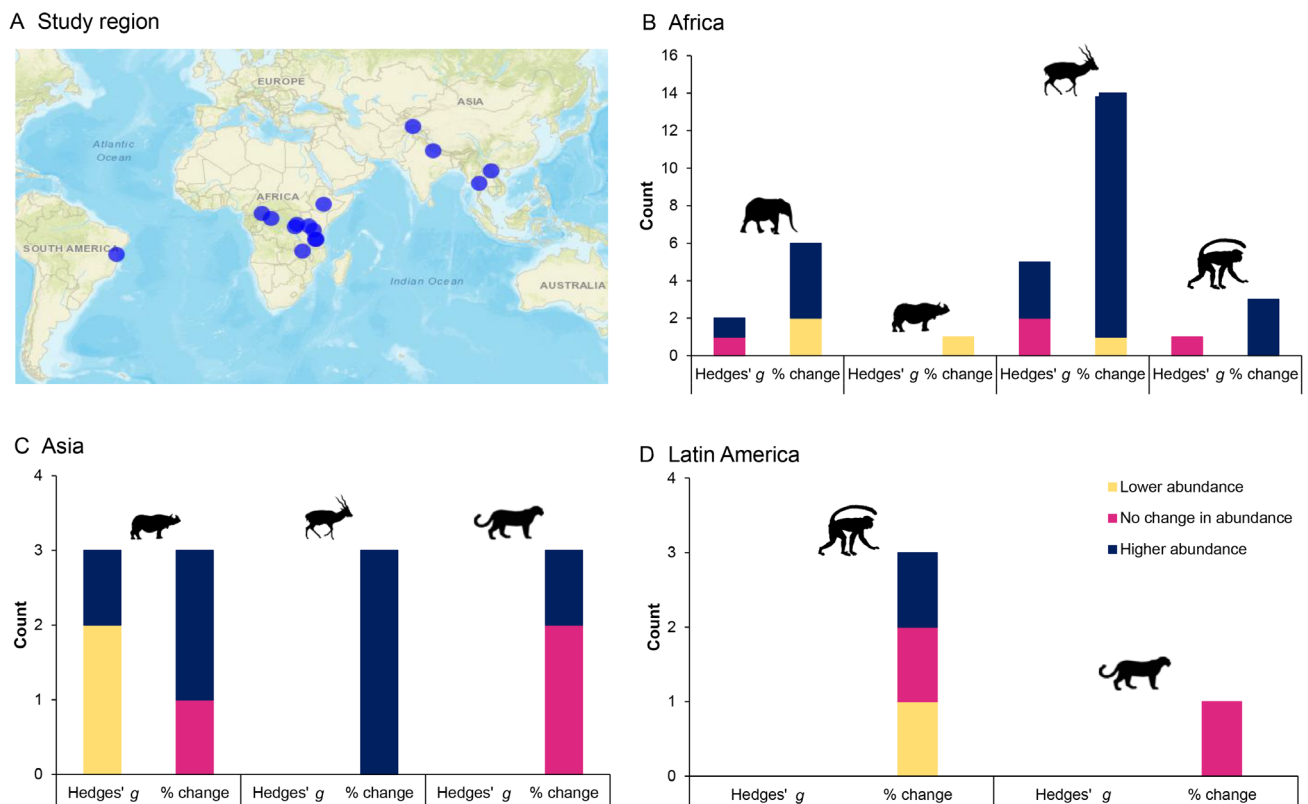 A Study region
EUROPE
ASIA
Atlantic
Ocean
AFRICA
SOUTH AMERICA
Indian Ocean
AUSTRALIA
B Africa
16
14
12
10
8
6
4
2
0
Count
Hedges' g % change Hedges' g % change Hedges' g % change Hedges' g % change
C Asia
4
3
2
1
0
Count
Hedges' g % change Hedges' g % change Hedges' g % change
D Latin America
4
3
2
1
0
Count
Lower abundance
No change in abundance
Higher abundance
Hedges' g % change Hedges' g % change